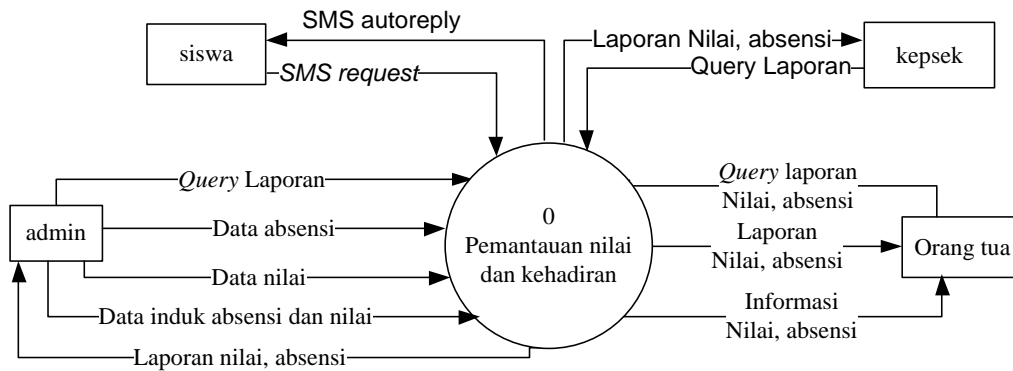 SMS autoreply
siswa
SMS request
Laporan Nilai, absensi
Query Laporan
kepsek
Query Laporan
admin
Data absensi
Data nilai
Data induk absensi dan nilai
Laporan nilai, absensi
0
Pemantauan nilai
dan kehadiran
Query laporan
Nilai, absensi
Laporan
Nilai, absensi
Orang tua
Informasi
Nilai, absensi